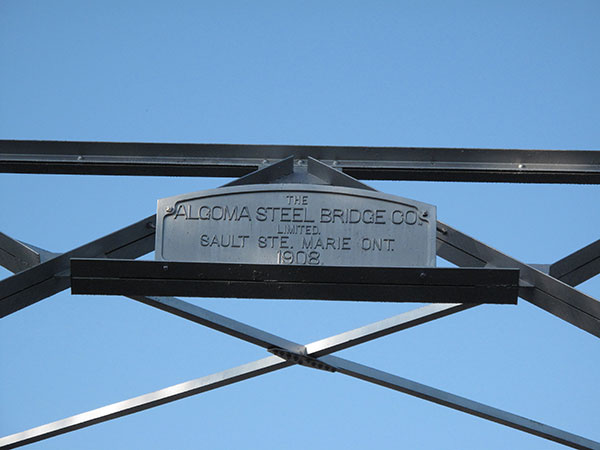 THE
ALGOMA STEEL BRIDGE CO.
LIMITED.
SAULT STE. MARIE ONT.
1908.